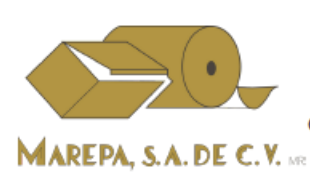 MAREPA, S.A. DE C.V. MR